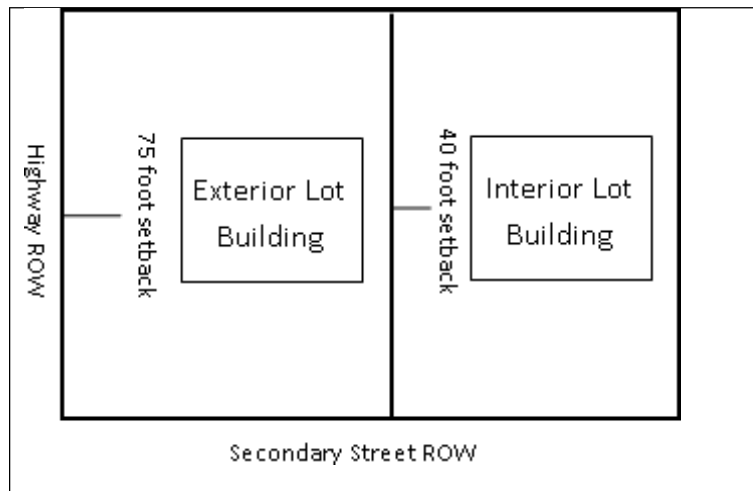 Highway ROW
75 foot setback
Exterior Lot
Building
40 foot setback
Interior Lot
Building
Secondary Street ROW